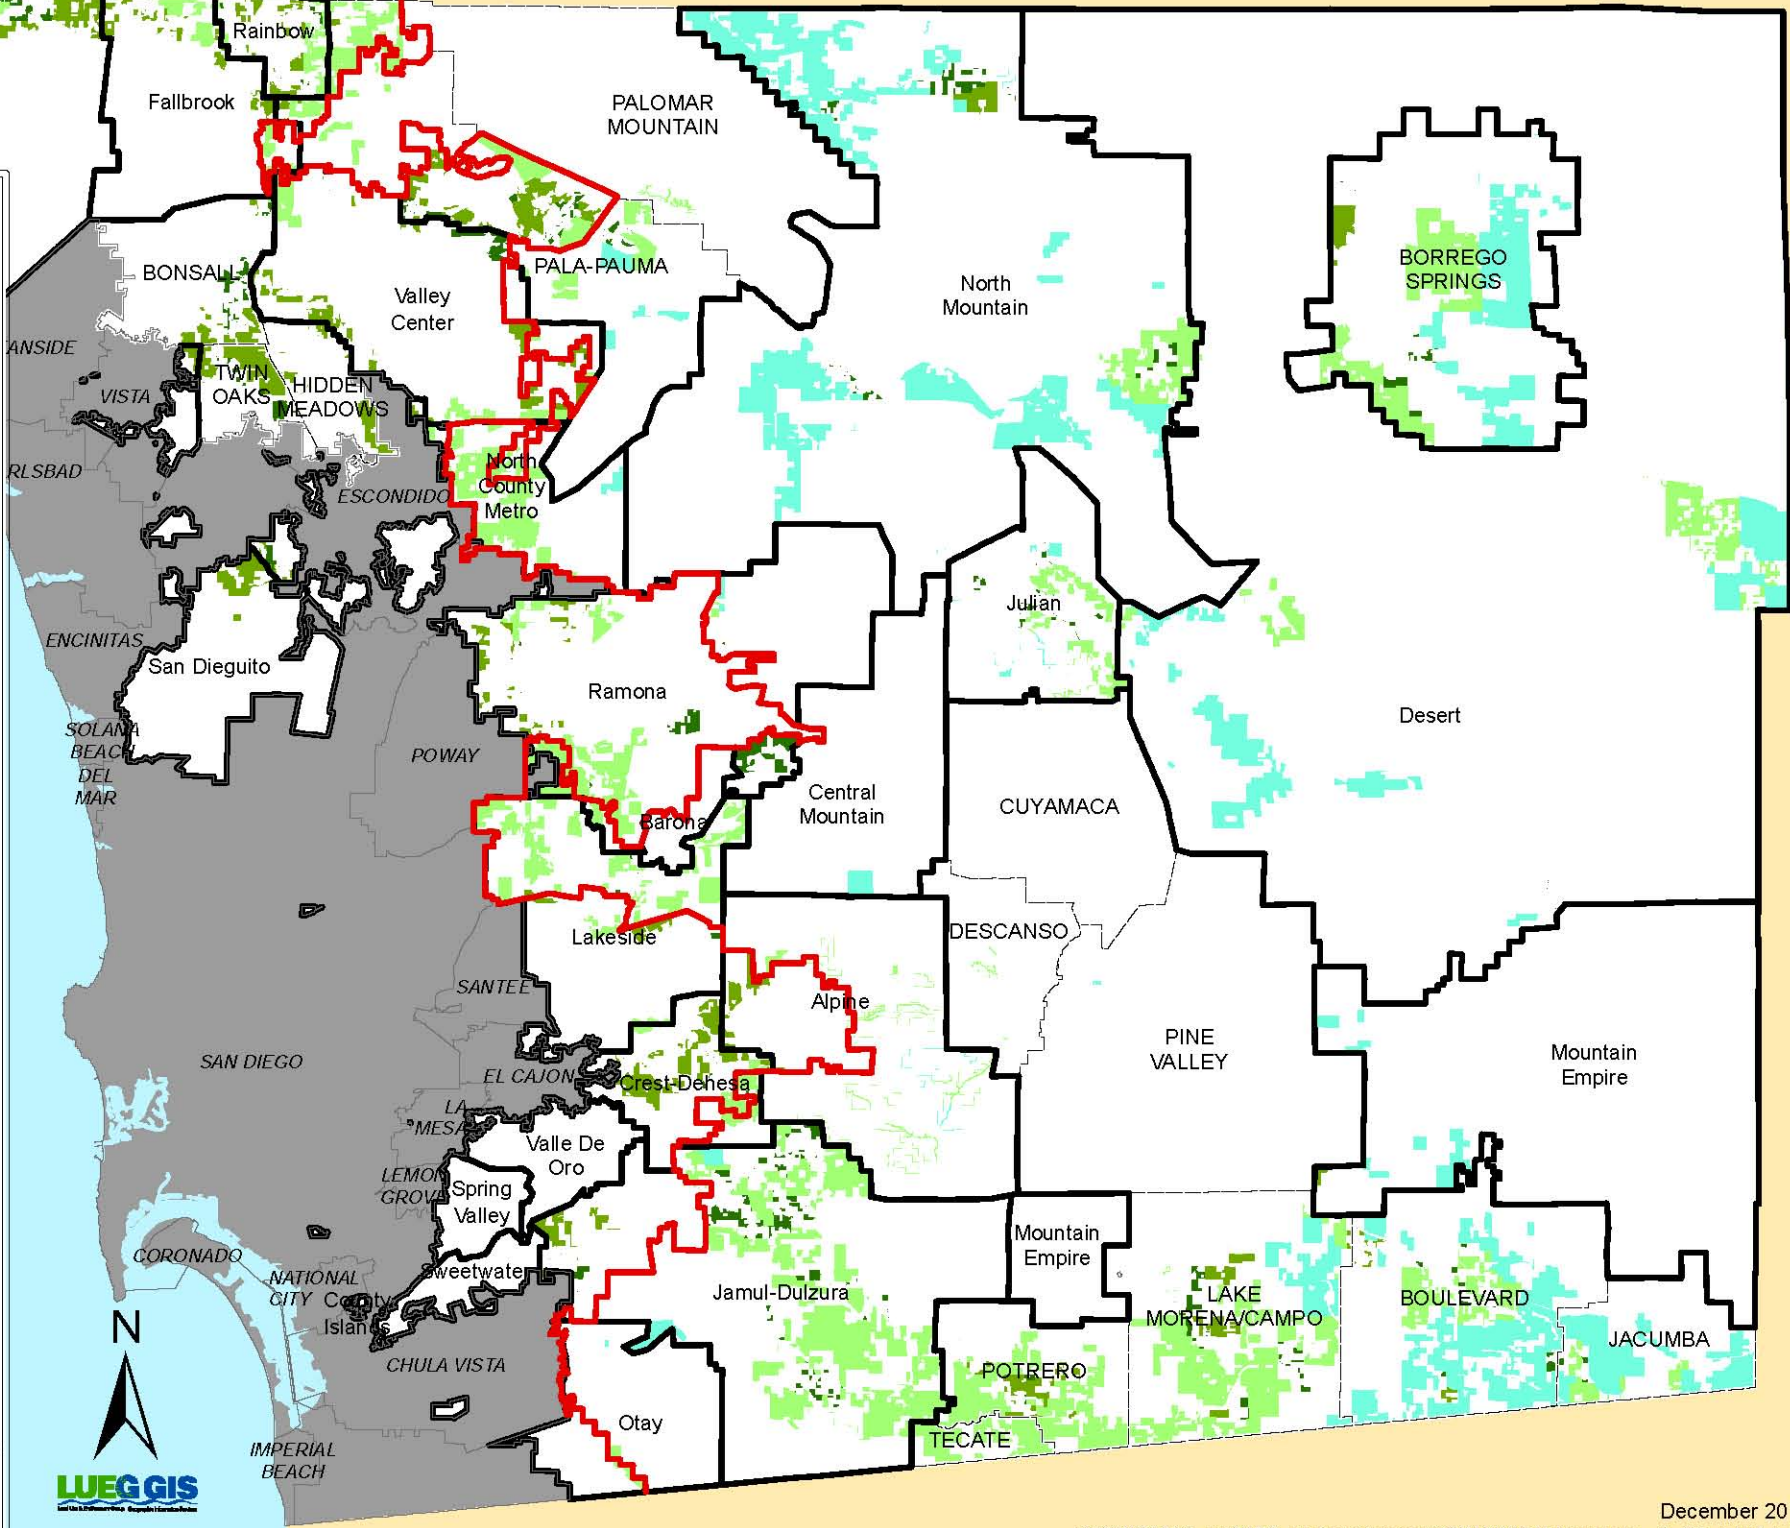 Rainbow
Fallbrook
PALOMAR
MOUNTAIN
BONSALL
PALA-PAUMA
Valley
Center
North
Mountain
BORREGO
SPRINGS
ANSIDE
VISTA
TWIN
OAKS
HIDDEN
MEADOWS
RLSBAD
ESCONDIDO
North
County
Metro
ENCINITAS
San Dieguito
Julian
Ramona
Desert
SOLANA
BEACH
DEL
MAR
POWAY
Central
Mountain
CUYAMACA
Barona
Lakeside
DESCANSO
SANTEE
Alpine
PINE
VALLEY
Mountain
Empire
SAN DIEGO
EL CAJON
Crest-Dehesa
LA
MESA
Valle De
Oro
LEMON
GROVE
Spring
Valley
CORONADO
Sweetwater
NATIONAL
CITY
County
Islands
Jamul-Dulzura
Mountain
Empire
LAKE
MORENA/CAMPO
BOULEVARD
JACUMBA
N
CHULA VISTA
POTRERO
Otay
TECATE
IMPERIAL
BEACH
LUEG GIS
December 20